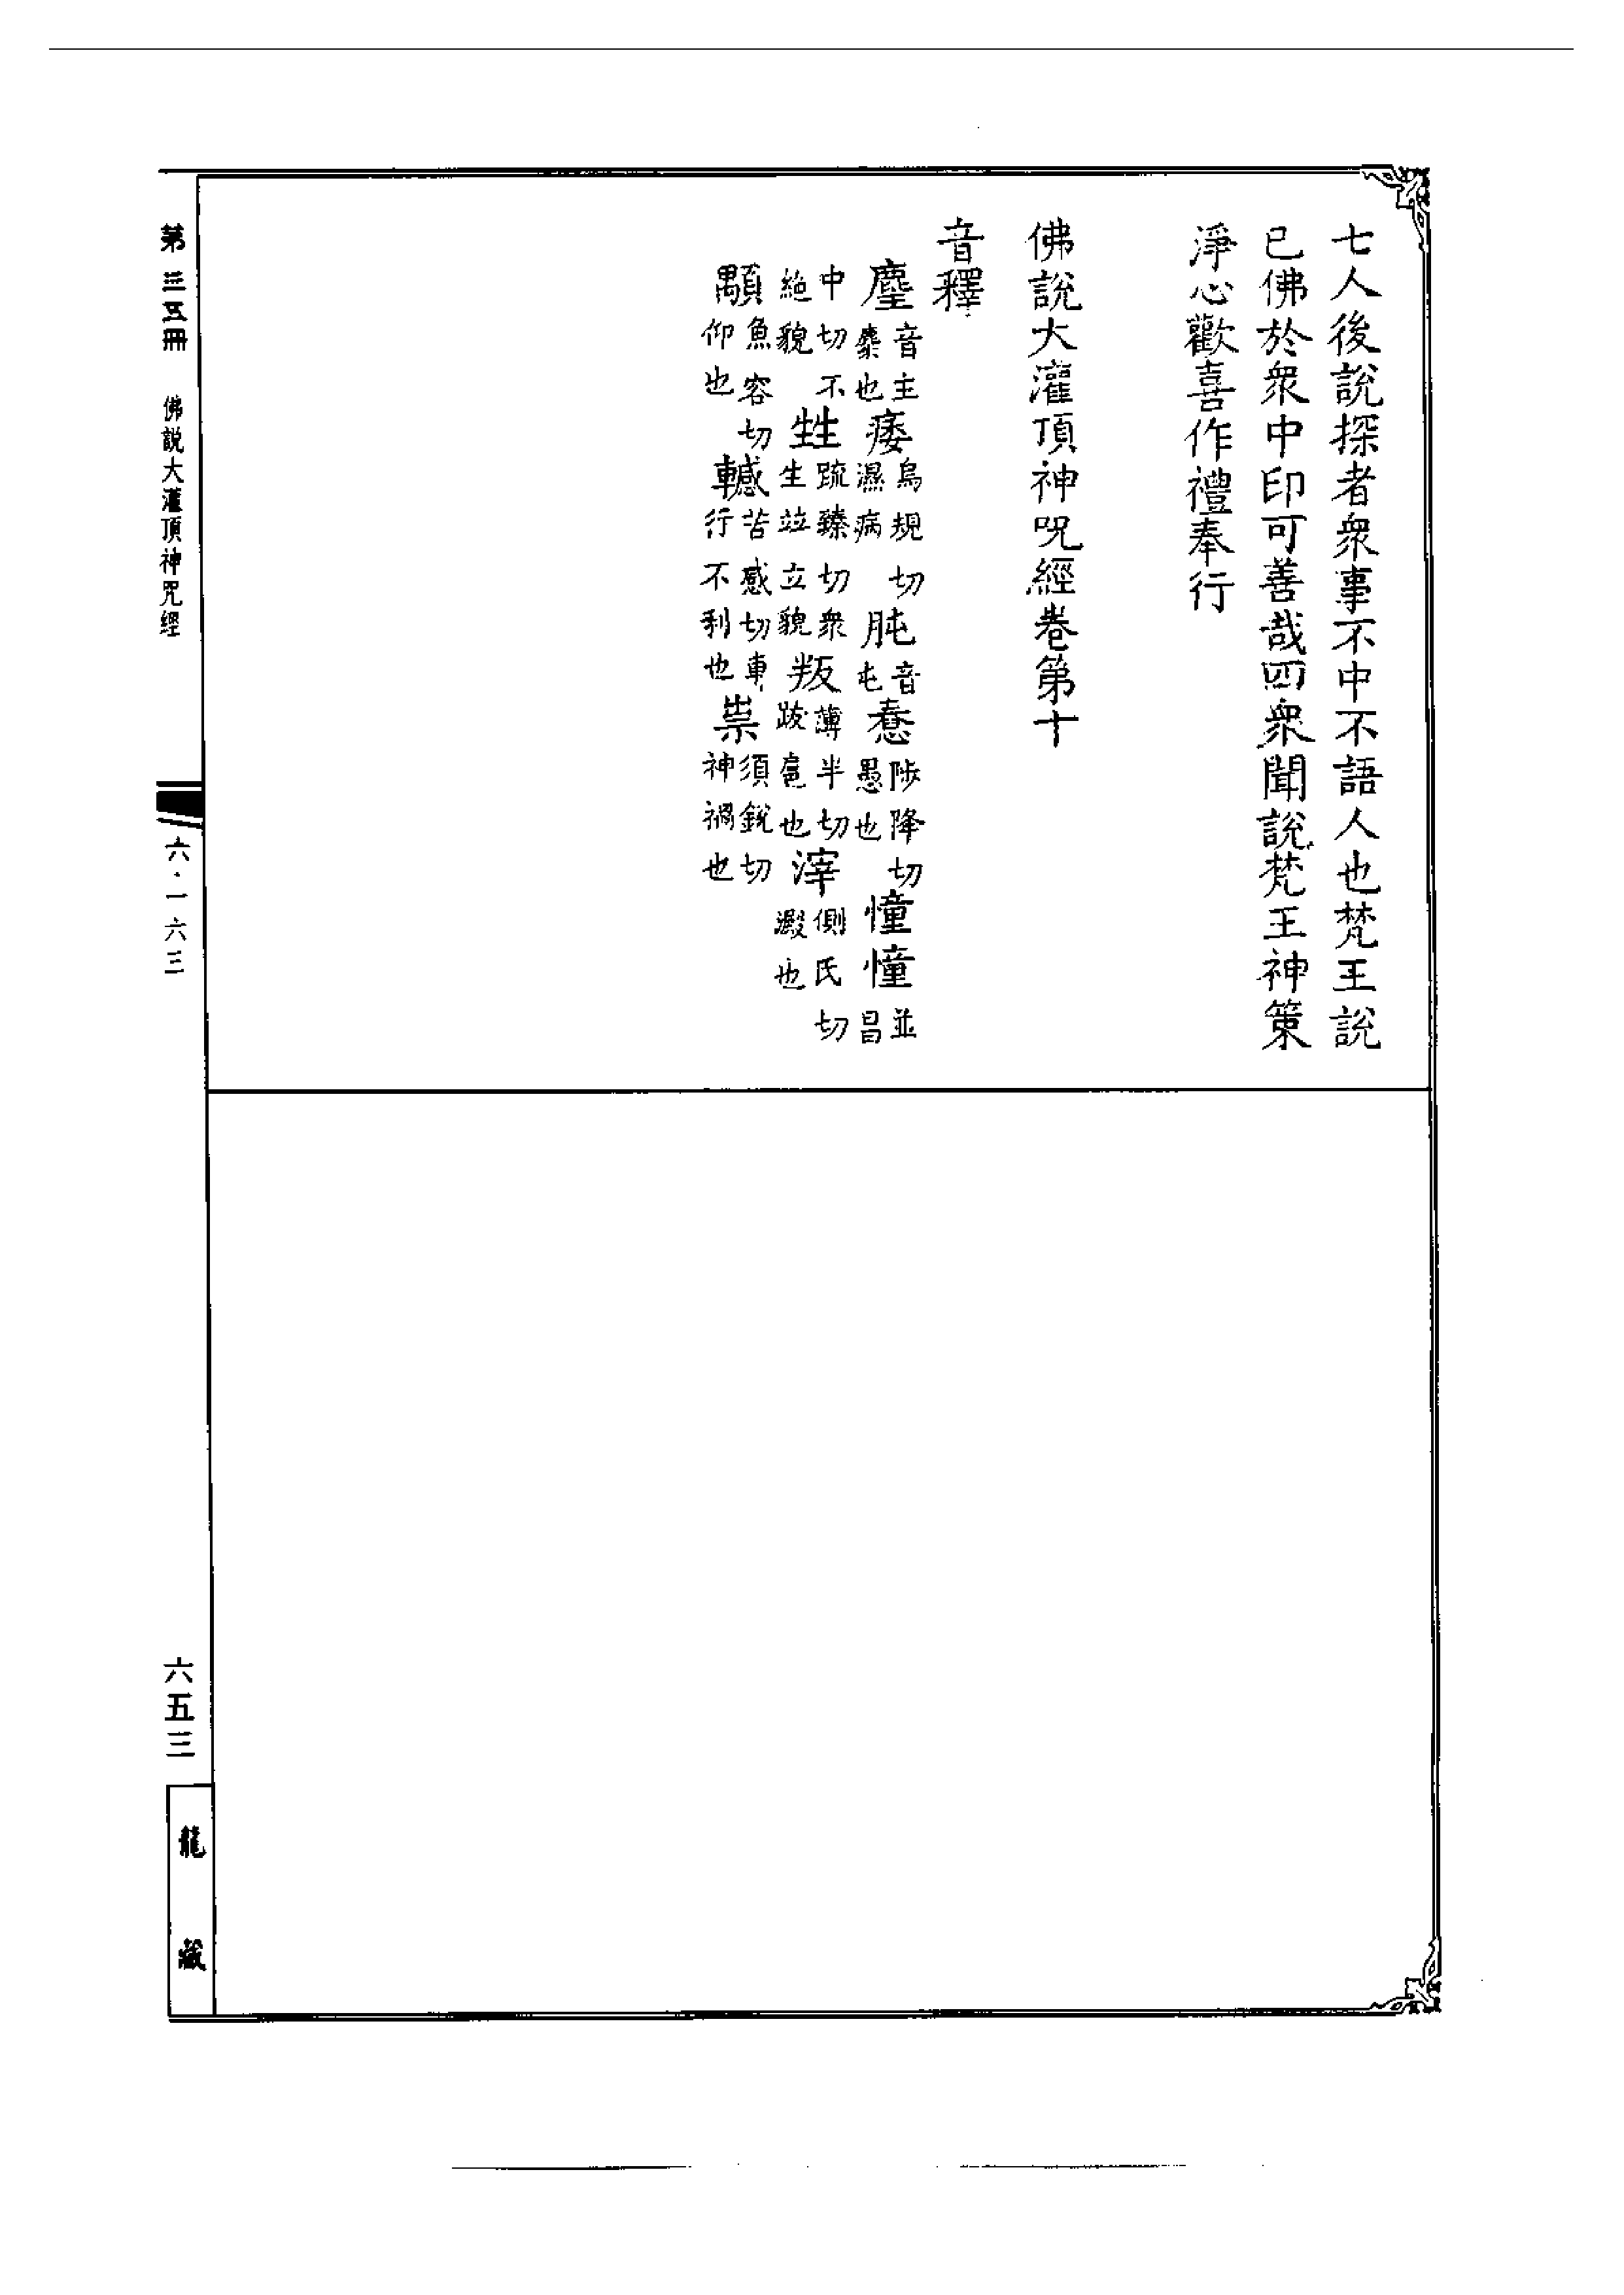 七人後說探者衆事不中不語人也梵王說
已佛於衆中印可善哉四衆聞說梵王神策
淨心歡喜作禮奉行
佛說大灌頂神呪經卷第十
音釋
麈音主麋也痿烏規切濕病肫音屯惷陟降切愚也憧憧並昌
中切不絶貌甡疏臻切衆生竝立貌叛薄半切跋扈也滓側氏切澱也
顒魚容切仰也轗苦感切車行不利也祟須銳切神禍也
第三五冊 佛說大灌頂神咒經
六·一六三
六五三
龍藏